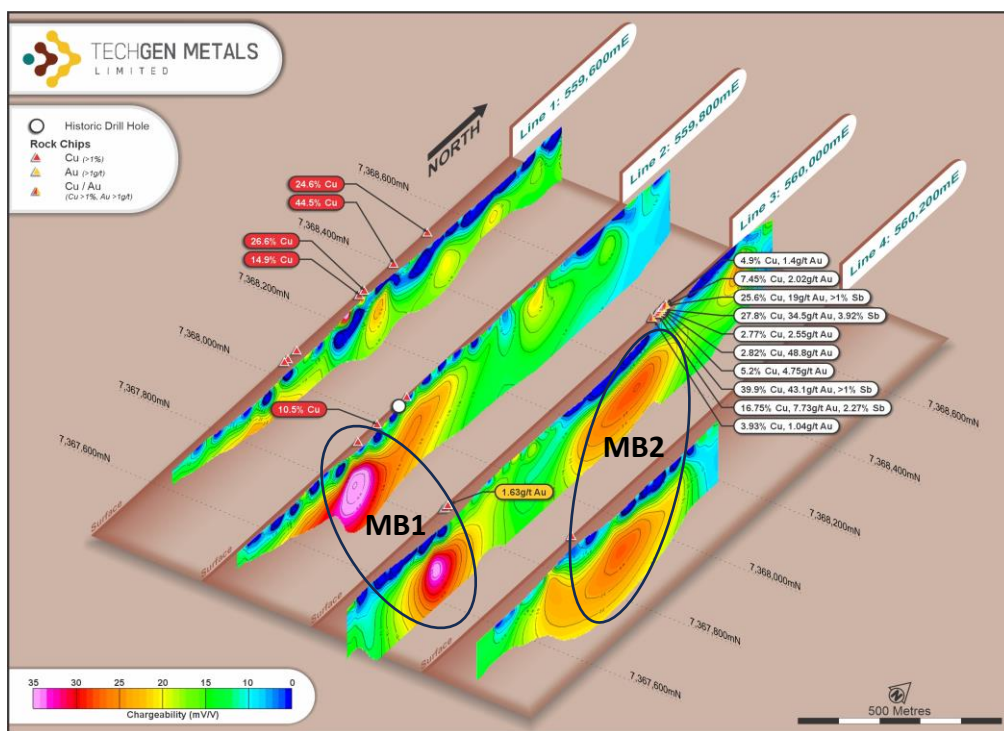 TECHGEN METALS
LIMITED
Historic Drill Hole
Rock Chips
Cu (>1%)
Au (>1g/t)
Cu / Au
(Cu >1%, Au >1g/t)
NORTH
Line 1: 559,600mE
Line 2: 559,800mE
Line 3: 560,000mE
Line 4: 560,200mE
7,368,600mN
7,368,400mN
7,368,200mN
7,368,000mN
7,367,800mN
7,367,600mN
24.6% Cu
44.5% Cu
26.6% Cu
14.9% Cu
10.5% Cu
1.63g/t Au
4.9% Cu, 1.4g/t Au
7.45% Cu, 2.02g/t Au
25.6% Cu, 19g/t Au, >1% Sb
27.8% Cu, 34.5g/t Au, 3.92% Sb
2.77% Cu, 2.55g/t Au
2.82% Cu, 48.8g/t Au
5.2% Cu, 4.75g/t Au
39.9% Cu, 43.1g/t Au, >1% Sb
16.75% Cu, 7.73g/t Au, 2.27% Sb
3.93% Cu, 1.04g/t Au
MB1
MB2
7,368,600mN
7,368,400mN
7,368,200mN
7,368,000mN
7,367,800mN
7,367,600mN
Surface
Surface
Surface
Surface
35 30 25 20 15 10 5 0
Chargeability (mV/V)
N
500 Metres